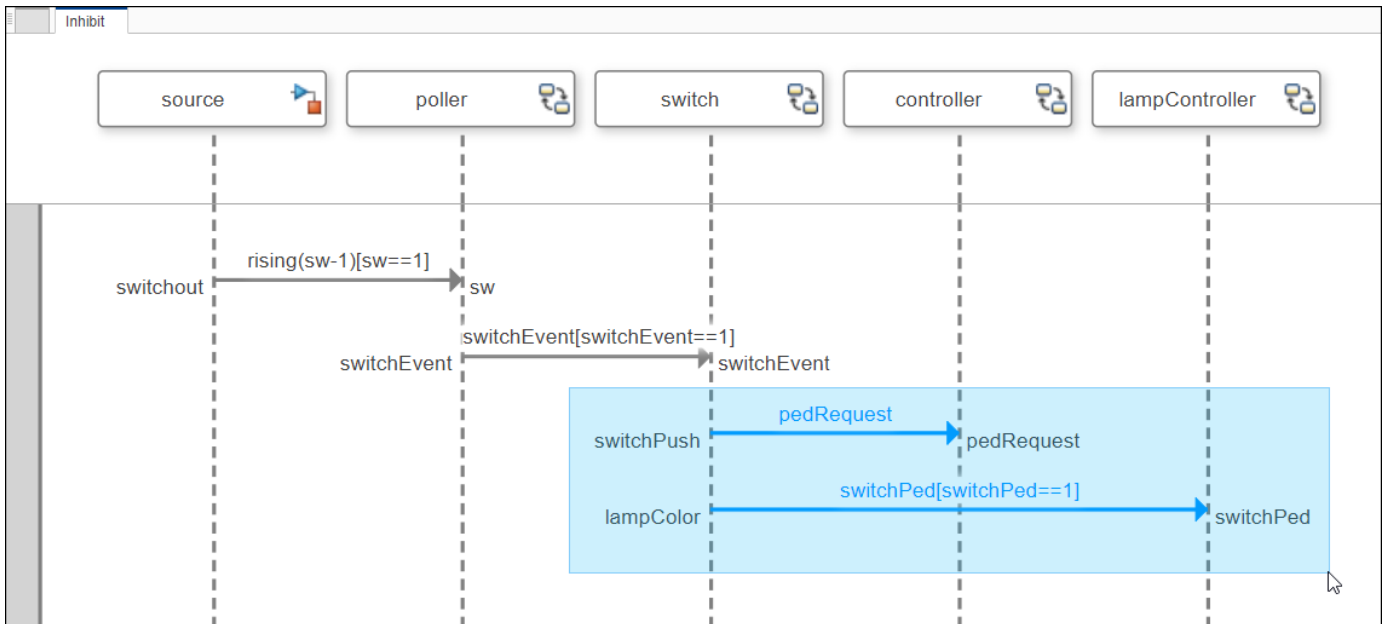 Inhibit
source
poller
switch
controller
lampController
rising(sw-1)[sw==1]
switchout
sw
switchEvent[switchEvent==1]
switchEvent
switchEvent
pedRequest
switchPush
pedRequest
switchPed[switchPed==1]
lampColor
switchPed